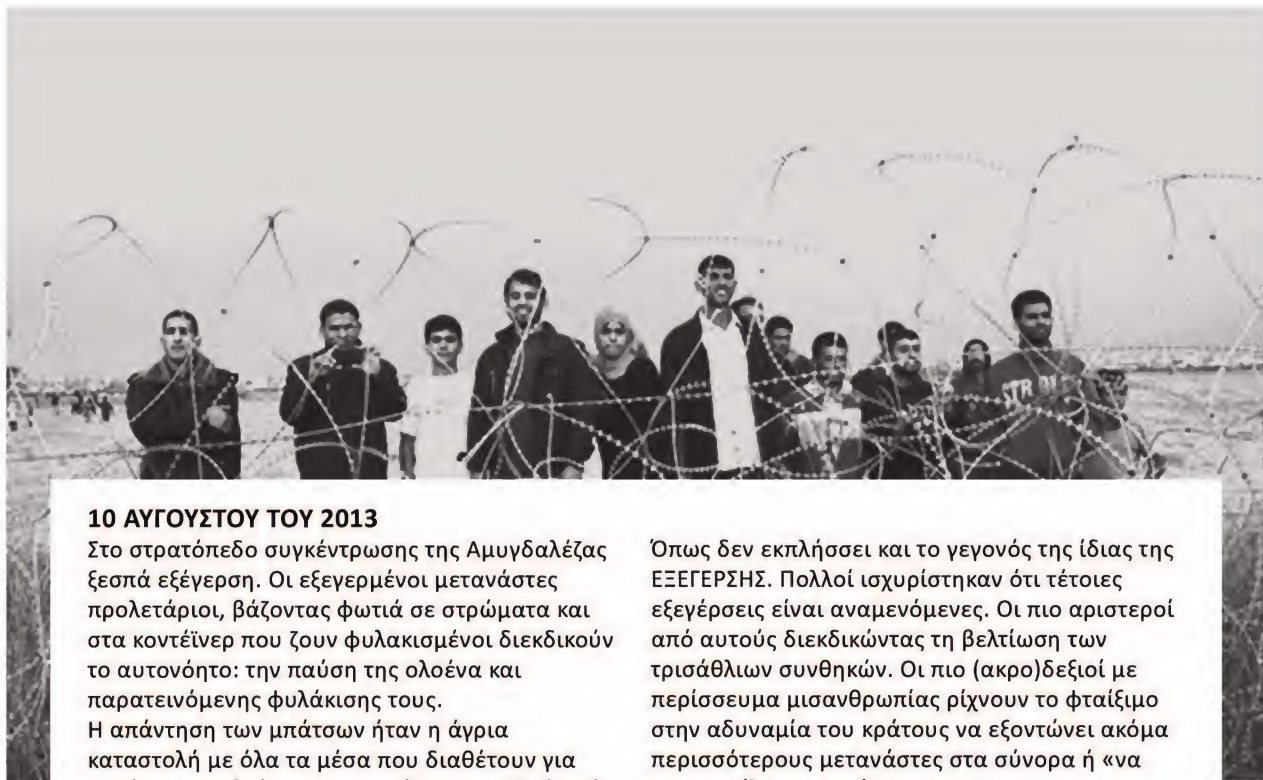 10 ΑΥΓΟΥΣΤΟΥ ΤΟΥ 2013
Στο στρατόπεδο συγκέντρωσης της Αμυγδαλέζας
ξεσπά εξέγερση. Οι εξεγερμένοι μετανάστες
προλετάριοι, βάζοντας φωτιά σε στρώματα και
στα κοντέϊνερ που ζουν φυλακισμένοι διεκδικούν
το αυτονόητο: την παύση της ολοένα και
παρατεινόμενης φυλάκισης τους.
Η απάντηση των μπάτσων ήταν η άγρια
καταστολή με όλα τα μέσα που διαθέτουν για
Όπως δεν εκπλήσσει και το γεγονός της ίδιας της
ΕΞΕΓΕΡΣΗΣ. Πολλοί ισχυρίστηκαν ότι τέτοιες
εξεγέρσεις είναι αναμενόμενες. Οι πιο αριστεροί
από αυτούς διεκδικώντας τη βελτίωση των
τρισάθλιων συνθηκών. Οι πιο (ακρο)δεξιοί με
περίσσευμα μισανθρωπίας ρίχνουν το φταίξιμο
στην αδυναμία του κράτους να εξοντώνει ακόμα
περισσότερους μετανάστες στα σύνορα ή «να